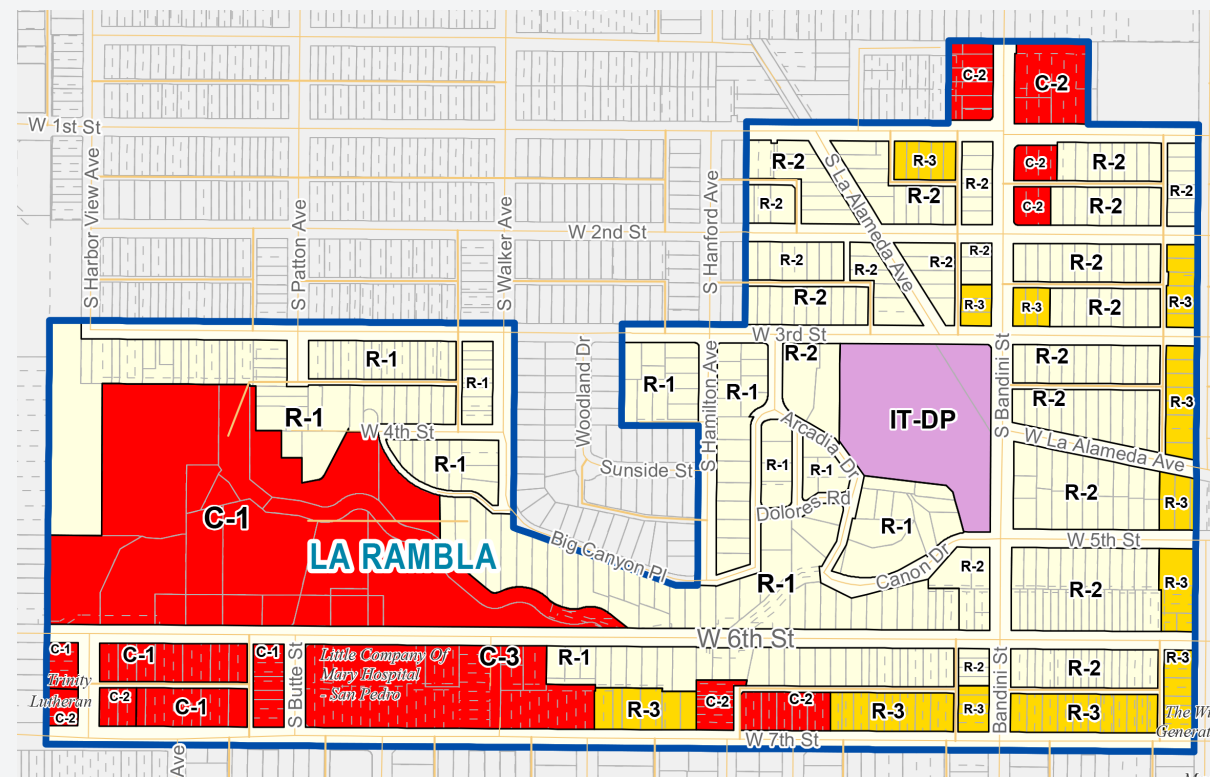 C-2
C-2
W 1st St
R-2
R-3
C-2
R-2
R-2
R-2
R-2
R-2
C-2
R-2
S La Alameda Ave
S Harbor View Ave
S Patton Ave
S Walker Ave
S Hanford Ave
W 2nd St
R-2
R-2
R-2
R-2
R-2
R-2
R-3
R-3
R-2
R-3
W 3rd St
R-1
R-1
Woodland Dr
R-1
S Hamilton Ave
R-1
R-2
IT-DP
S Bandini St
R-2
R-2
R-3
R-1
W 4th St
R-1
Sunside St
Arcadia Dr
R-1
R-1
Dolores Rd
W La Alameda Ave
R-2
R-3
C-1
LA RAMBLA
Big Canyon Pl
R-1
R-1
Canon Dr
W 5th St
R-2
R-2
R-3
W 6th St
C-1
C-1
C-1
S Butte St
Little Company Of
Mary Hospital
- San Pedro
C-3
R-1
R-2
Bandini St
R-2
R-3
Trinity
Lutheran
C-2
C-2
C-1
R-3
C-2
C-2
R-3
R-3
R-3
W 7th St
Ave
The Wi
Generat